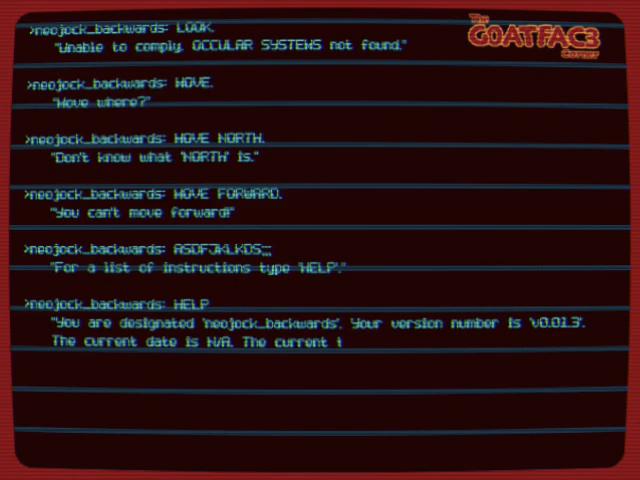 >neojock_backwards: LOOK.
"Unable to comply. OCCULAR SYSTEMS not found."
The
GOATFAC3
Corner
>neojock_backwards: MOVE.
"Move where?"
>neojock_backwards: MOVE NORTH.
"Don't know what 'NORTH' is."
>neojock_backwards: MOVE FORWARD.
"You can't move forward!"
>neojock_backwards: ASDFJKLKDS;;;
"For a list of instructions type 'HELP'."
>neojock_backwards: HELP
"You are designated 'neojock_backwards'. Your version number is 'v0.01.3'.
The current date is N/A. The current t